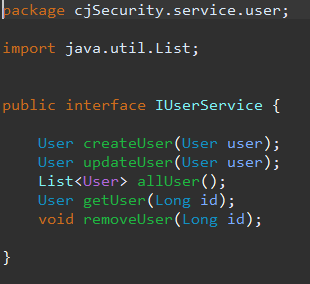 package cjSecurity.service.user;
import java.util.List;
public interface IUserService {
User createUser(User user);
User updateUser(User user);
List<User> allUser();
User getUser(Long id);
void removeUser(Long id);
}